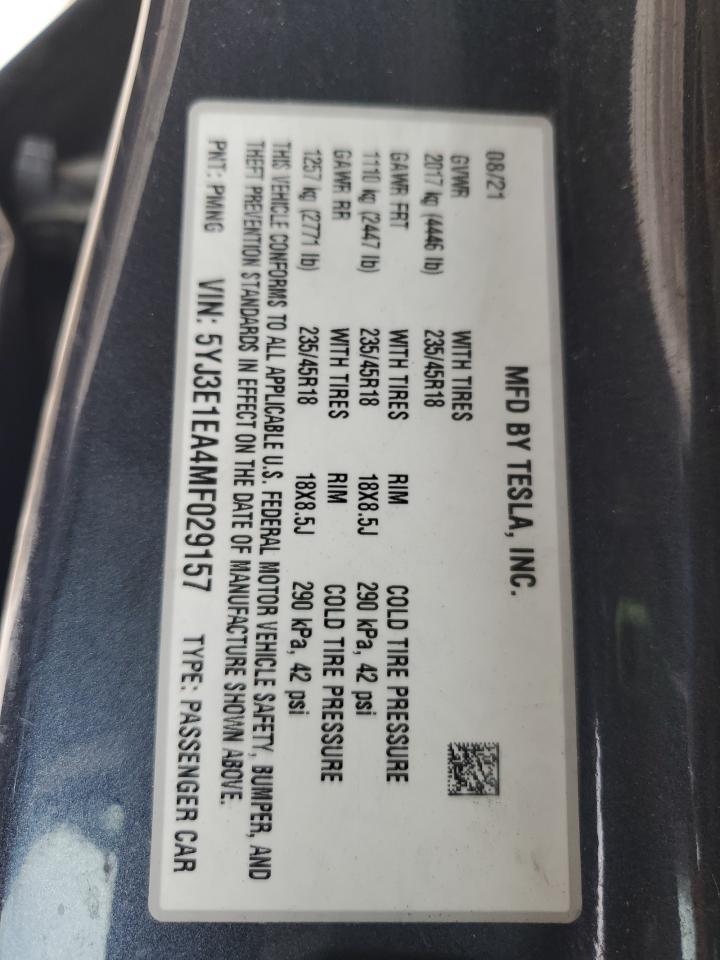 MFD BY TESLA, INC.
08/21
GVWR WITH TIRES
2017 kg (4446 lb) 235/45R18
GAWR FRT WITH TIRES RIM COLD TIRE PRESSURE
1110 kg (2447 lb) 235/45R18 18X8.5J 290 kPa, 42 psi
GAWR RR WITH TIRES RIM COLD TIRE PRESSURE
1257 kg (2771 lb) 235/45R18 18X8.5J 290 kPa, 42 psi
THIS VEHICLE CONFORMS TO ALL APPLICABLE U.S. FEDERAL MOTOR VEHICLE SAFETY, BUMPER, AND
THEFT PREVENTION STANDARDS IN EFFECT ON THE DATE OF MANUFACTURE SHOWN ABOVE.
PNT: PMNG VIN: 5YJ3E1EA4MF029157 TYPE: PASSENGER CAR